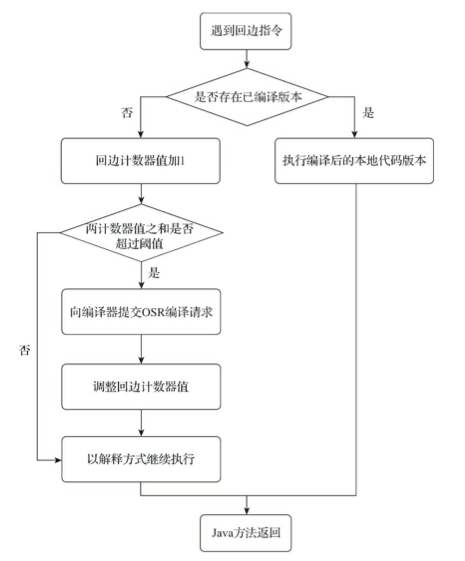 遇到回边指令
是否存在已编译版本
否
是
回边计数器值加1
执行编译后的本地代码版本
两计数器值之和是否
超过阈值
是
向编译器提交OSR编译请求
否
调整回边计数器值
以解释方式继续执行
Java方法返回